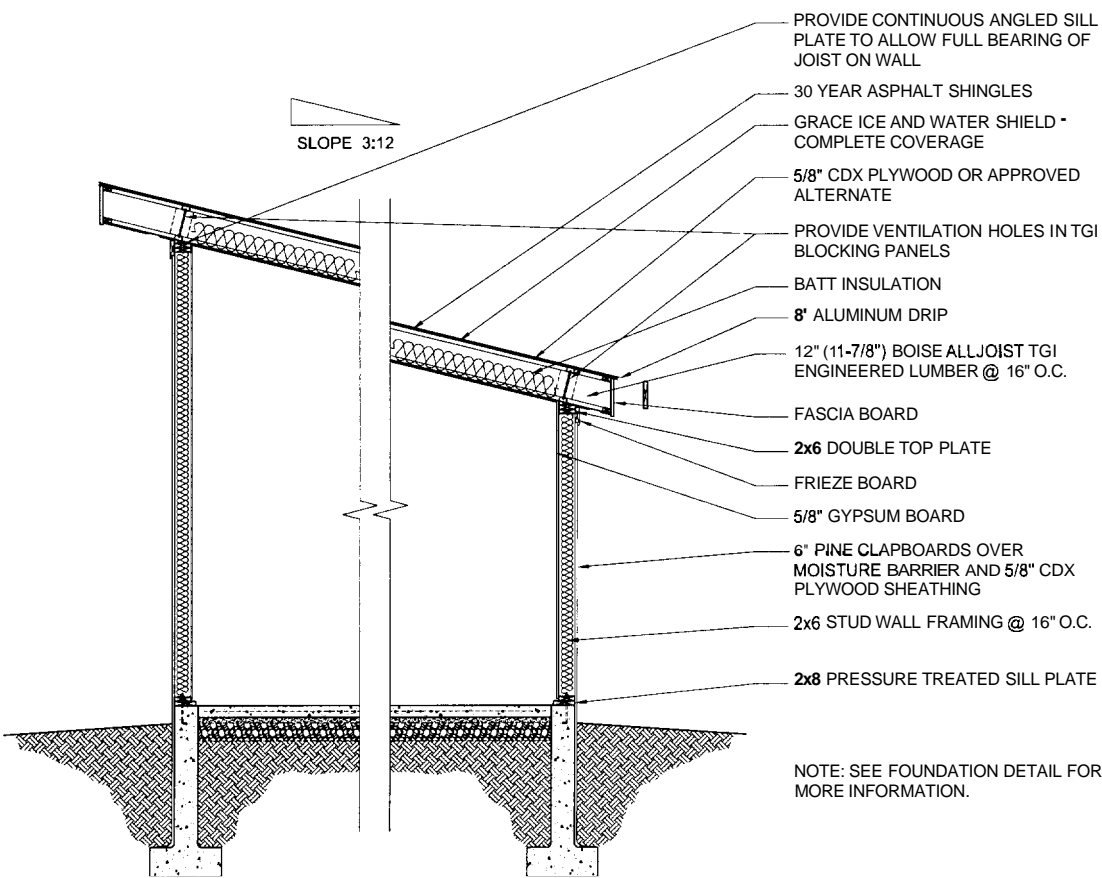 PROVIDE CONTINUOUS ANGLED SILL
PLATE TO ALLOW FULL BEARING OF
JOIST ON WALL
30 YEAR ASPHALT SHINGLES
SLOPE 3:12
GRACE ICE AND WATER SHIELD -
COMPLETE COVERAGE
5/8" CDX PLYWOOD OR APPROVED
ALTERNATE
PROVIDE VENTILATION HOLES IN TGI
BLOCKING PANELS
BATT INSULATION
8' ALUMINUM DRIP
12" (11-7/8") BOISE ALLJOIST TGI
ENGINEERED LUMBER @ 16" O.C.
FASCIA BOARD
2x6 DOUBLE TOP PLATE
FRIEZE BOARD
5/8" GYPSUM BOARD
6" PINE CLAPBOARDS OVER
MOISTURE BARRIER AND 5/8" CDX
PLYWOOD SHEATHING
2x6 STUD WALL FRAMING @ 16" O.C.
2x8 PRESSURE TREATED SILL PLATE
NOTE: SEE FOUNDATION DETAIL FOR
MORE INFORMATION.